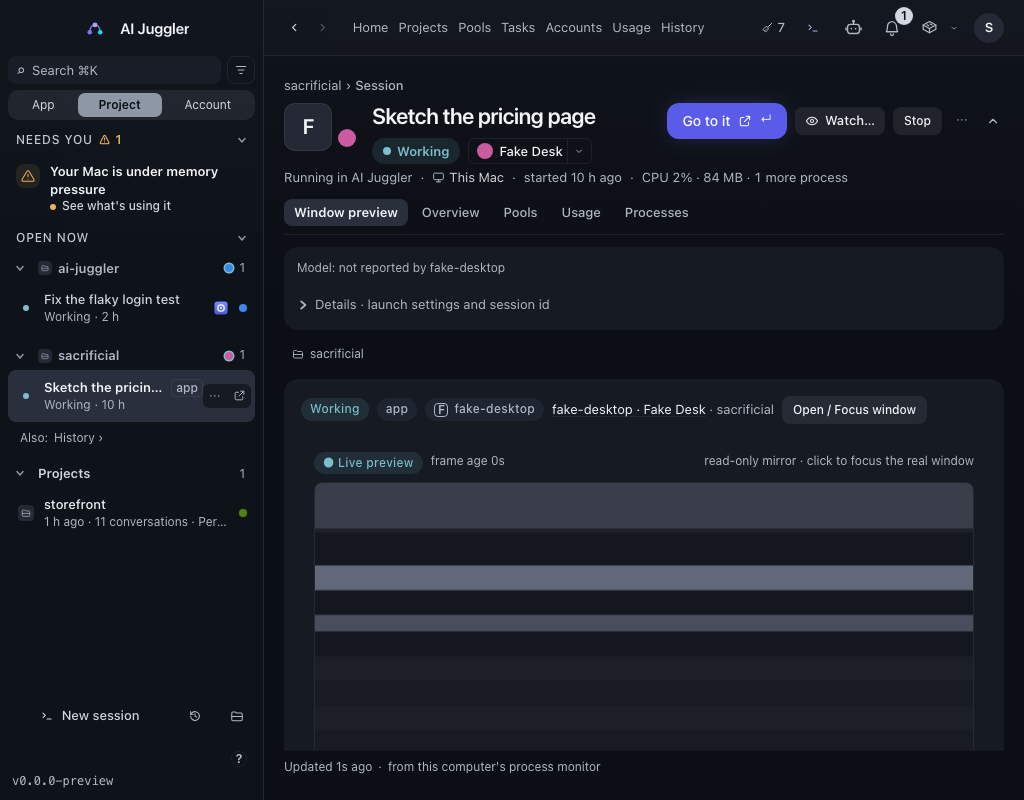 AI Juggler
Search ⌘K
App Project Account
NEEDS YOU 1
Your Mac is under memory
pressure
See what's using it
OPEN NOW
ai-juggler 1
Fix the flaky login test
Working · 2 h
sacrificial 1
Sketch the pricin... app ...
Working · 10 h
Also: History ›
Projects 1
storefront
1 h ago · 11 conversations · Per...
New session
?
v0.0.0-preview
Home Projects Pools Tasks Accounts Usage History 7 1 S
sacrificial › Session
F
Sketch the pricing page
Go to it Watch... Stop ...
Working Fake Desk
Running in AI Juggler · This Mac · started 10 h ago · CPU 2% · 84 MB · 1 more process
Window preview Overview Pools Usage Processes
Model: not reported by fake-desktop
Details · launch settings and session id
sacrificial
Working app F fake-desktop fake-desktop · Fake Desk · sacrificial Open / Focus window
Live preview frame age 0s read-only mirror · click to focus the real window
Updated 1s ago · from this computer's process monitor